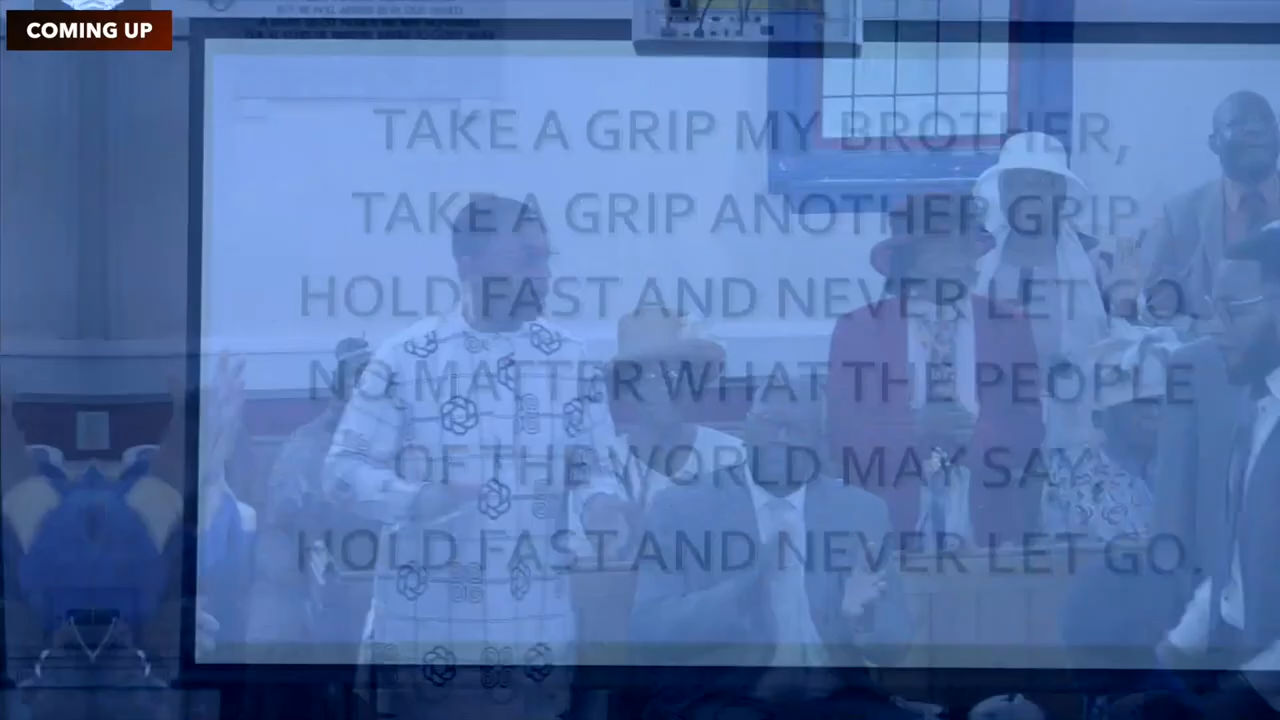 COMING UP
TAKE A GRIP MY BROTHER,
TAKE A GRIP ANOTHER GRIP,
HOLD FAST AND NEVER LET GO.
NO MATTER WHAT THE PEOPLE
OF THE WORLD MAY SAY
HOLD FAST AND NEVER LET GO.